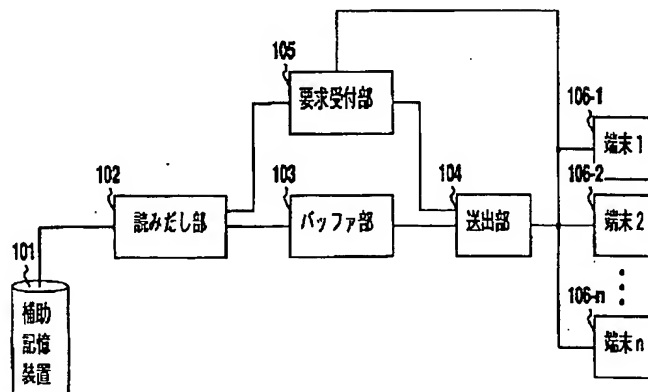 105
要求受付部
106-1
端末1
102
読みだし部
103
バッファ部
104
送出部
106-2
端末2
101
補助
記憶
装置
106-n
端末n